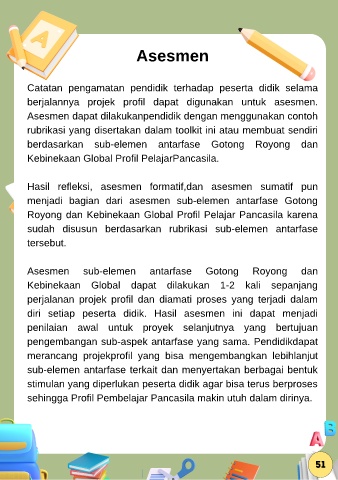 A
Asesmen
Catatan pengamatan pendidik terhadap peserta didik selama
berjalannya projek profil dapat digunakan untuk asesmen.
Asesmen dapat dilakukanpendidik dengan menggunakan contoh
rubrikasi yang disertakan dalam toolkit ini atau membuat sendiri
berdasarkan sub-elemen antarfase Gotong Royong dan
Kebinekaan Global Profil PelajarPancasila.
Hasil refleksi, asesmen formatif,dan asesmen sumatif pun
menjadi bagian dari asesmen sub-elemen antarfase Gotong
Royong dan Kebinekaan Global Profil Pelajar Pancasila karena
sudah disusun berdasarkan rubrikasi sub-elemen antarfase
tersebut.
Asesmen sub-elemen antarfase Gotong Royong dan
Kebinekaan Global dapat dilakukan 1-2 kali sepanjang
perjalanan projek profil dan diamati proses yang terjadi dalam
diri setiap peserta didik. Hasil asesmen ini dapat menjadi
penilaian awal untuk proyek selanjutnya yang bertujuan
pengembangan sub-aspek antarfase yang sama. Pendidikdapat
merancang projekprofil yang bisa mengembangkan lebihlanjut
sub-elemen antarfase terkait dan menyertakan berbagai bentuk
stimulan yang diperlukan peserta didik agar bisa terus berproses
sehingga Profil Pembelajar Pancasila makin utuh dalam dirinya.
B
A
51